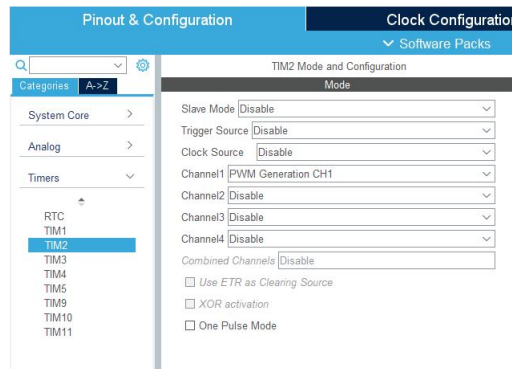 Pinout & Configuration
Clock Configuration
Software Packs
TIM2 Mode and Configuration
Categories A->Z
Mode
System Core
Analog
Timers
RTC
TIM1
TIM2
TIM3
TIM4
TIM5
TIM9
TIM10
TIM11
Slave Mode Disable
Trigger Source Disable
Clock Source Disable
Channel1 PWM Generation CH1
Channel2 Disable
Channel3 Disable
Channel4 Disable
Combined Channels Disable
Use ETR as Clearing Source
XOR activation
One Pulse Mode